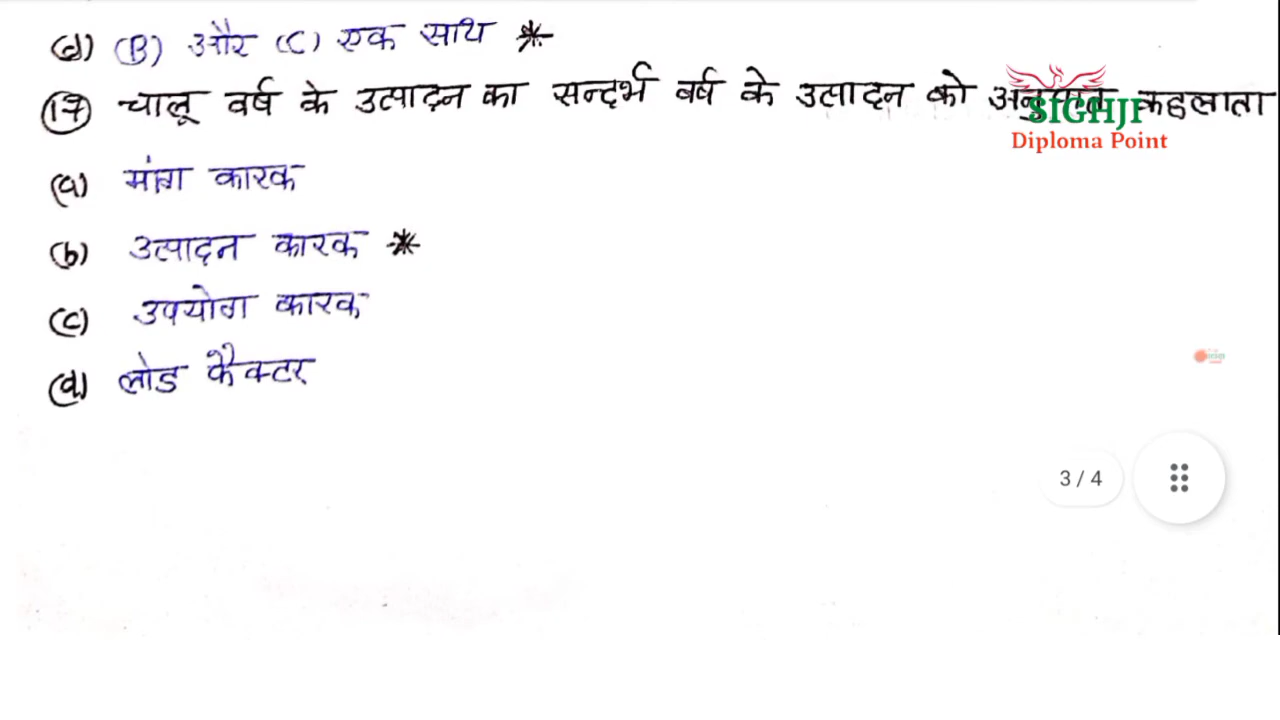 (d) (B) और (C) एक साथ *
(17) चालू वर्ष के उत्पादन का सन्दर्भ वर्ष के उत्पादन को अनुपात कहलाता
SIGHJI
Diploma Point
(a) मांग कारक
(b) उत्पादन कारक *
(c) उपयोग कारक
(d) लोड फैक्टर
3 / 4